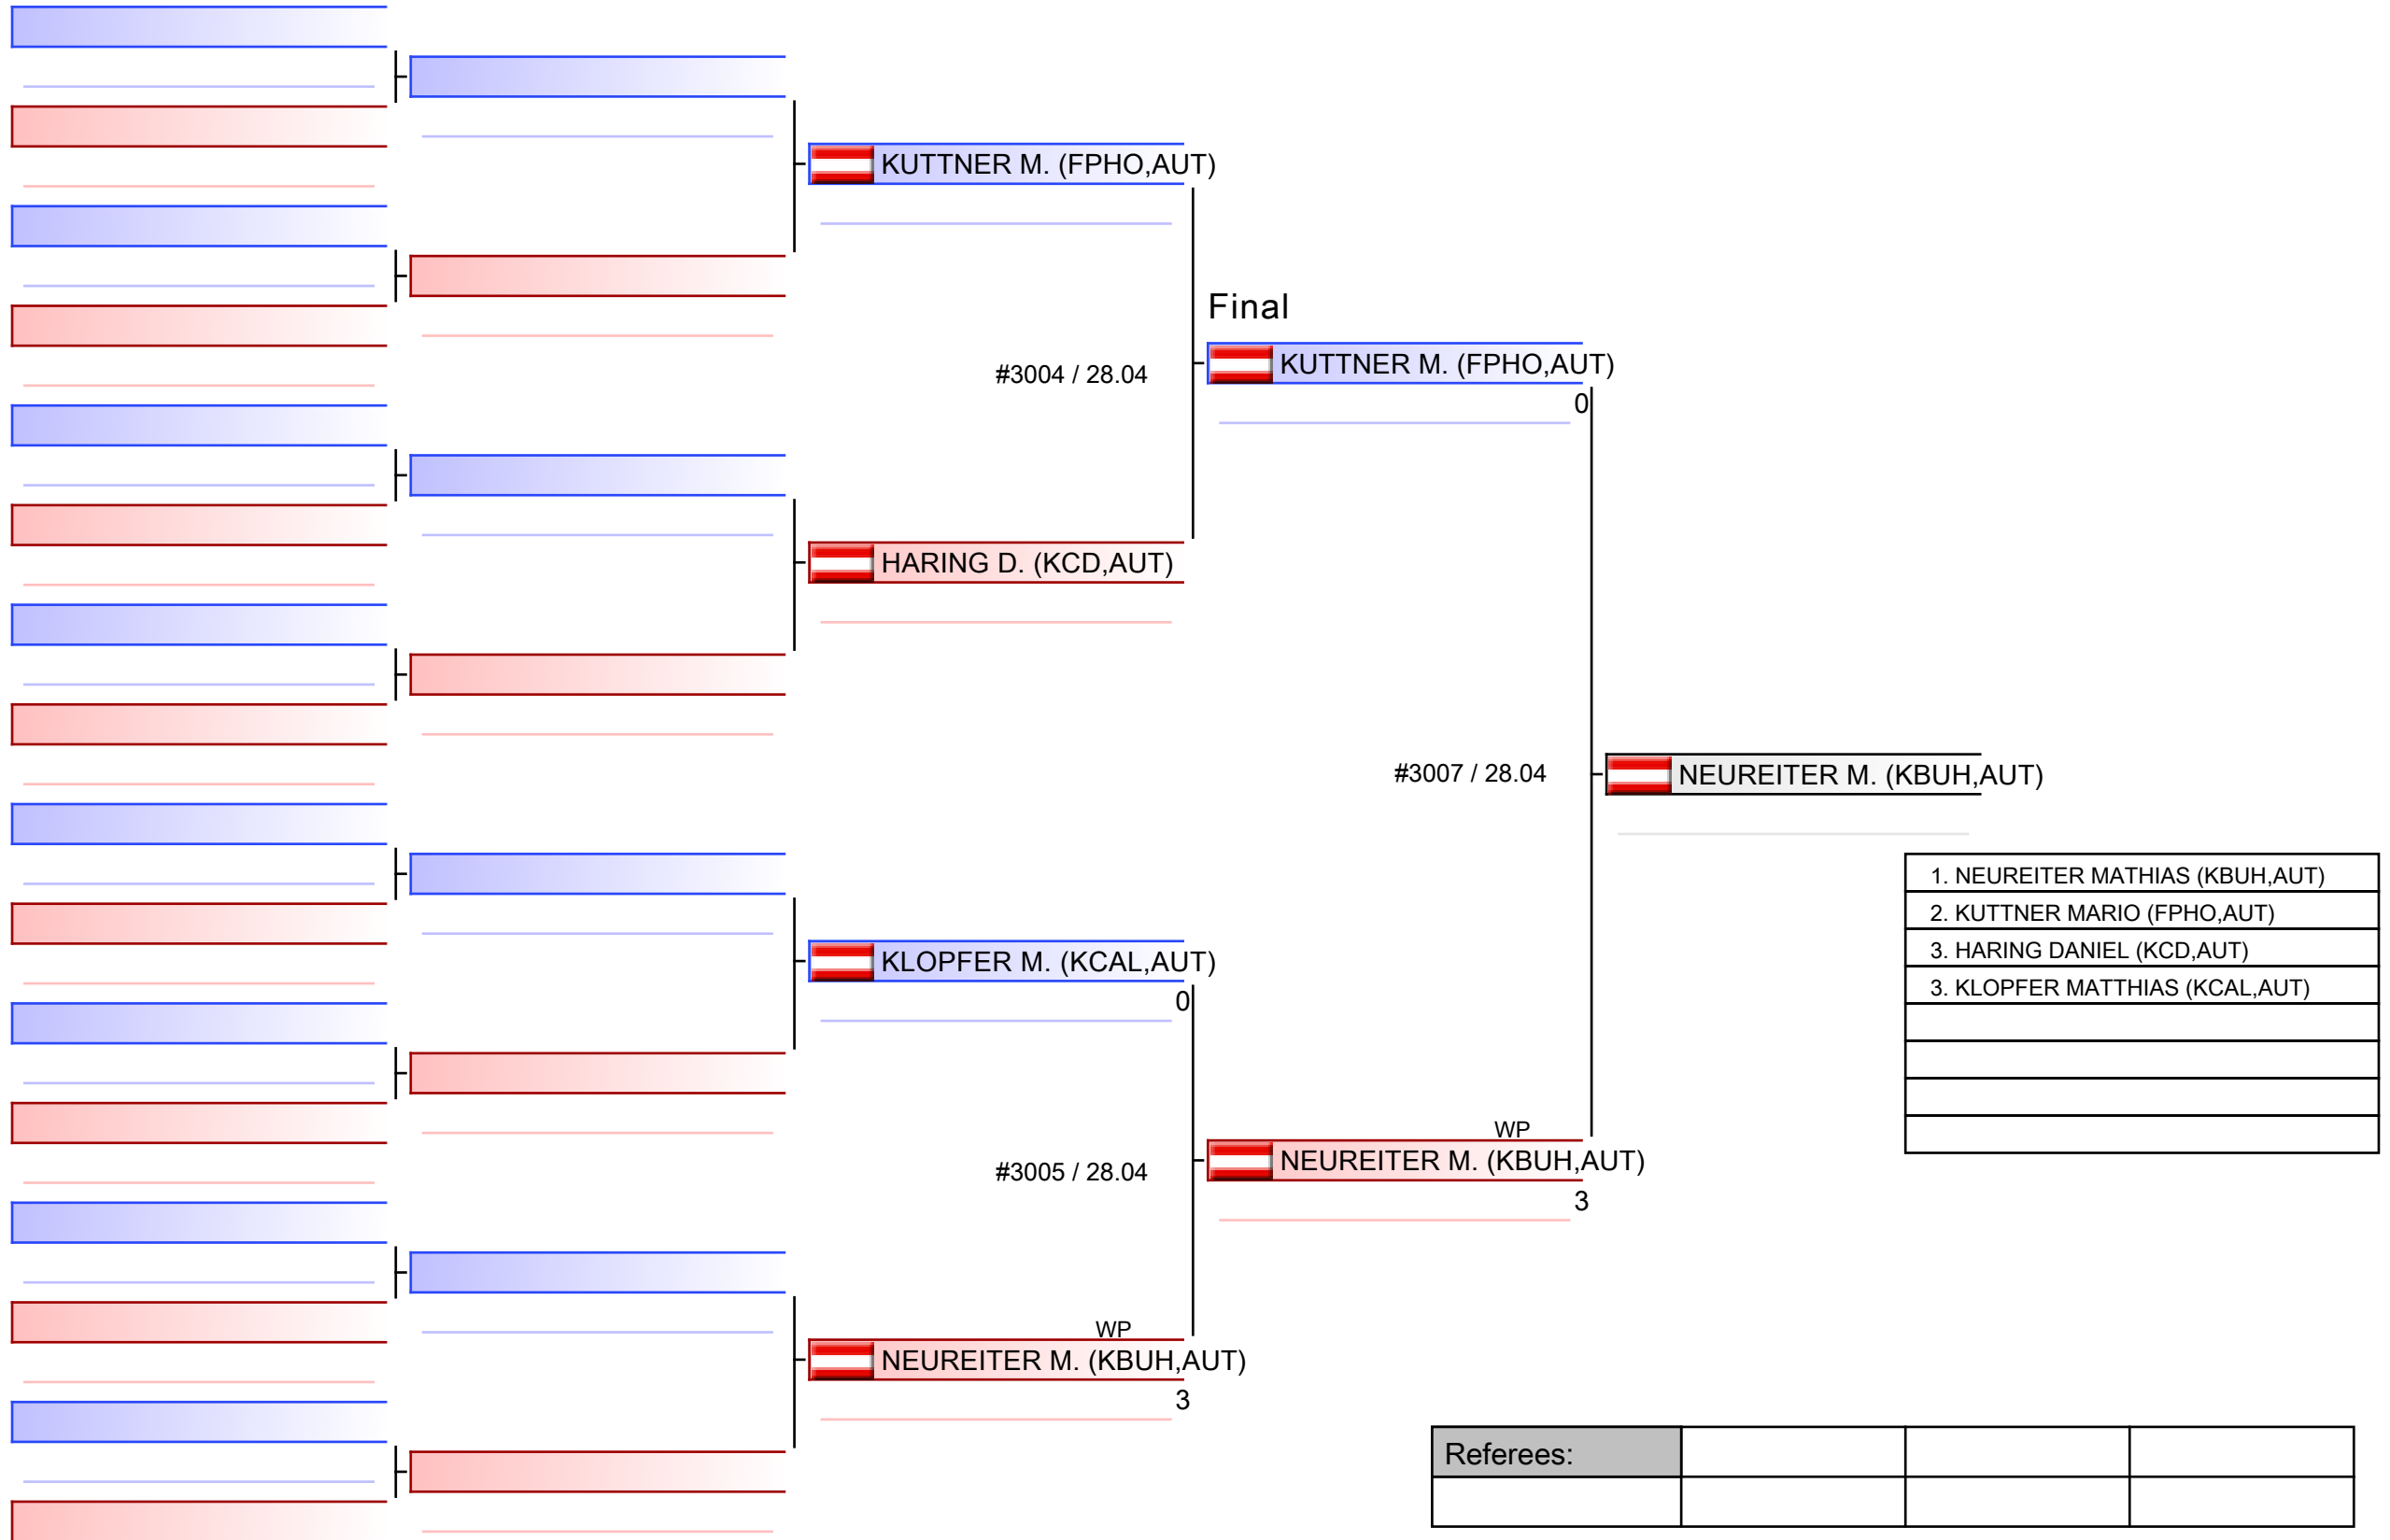 KUTTNER M. (FPHO,AUT)
Final
#3004 / 28.04
KUTTNER M. (FPHO,AUT)
0
HARING D. (KCD,AUT)
#3007 / 28.04
NEUREITER M. (KBUH,AUT)
1. NEUREITER MATHIAS (KBUH,AUT)
2. KUTTNER MARIO (FPHO,AUT)
3. HARING DANIEL (KCD,AUT)
3. KLOPFER MATTHIAS (KCAL,AUT)
KLOPFER M. (KCAL,AUT)
0
WP
#3005 / 28.04
NEUREITER M. (KBUH,AUT)
3
WP
NEUREITER M. (KBUH,AUT)
3
Referees: